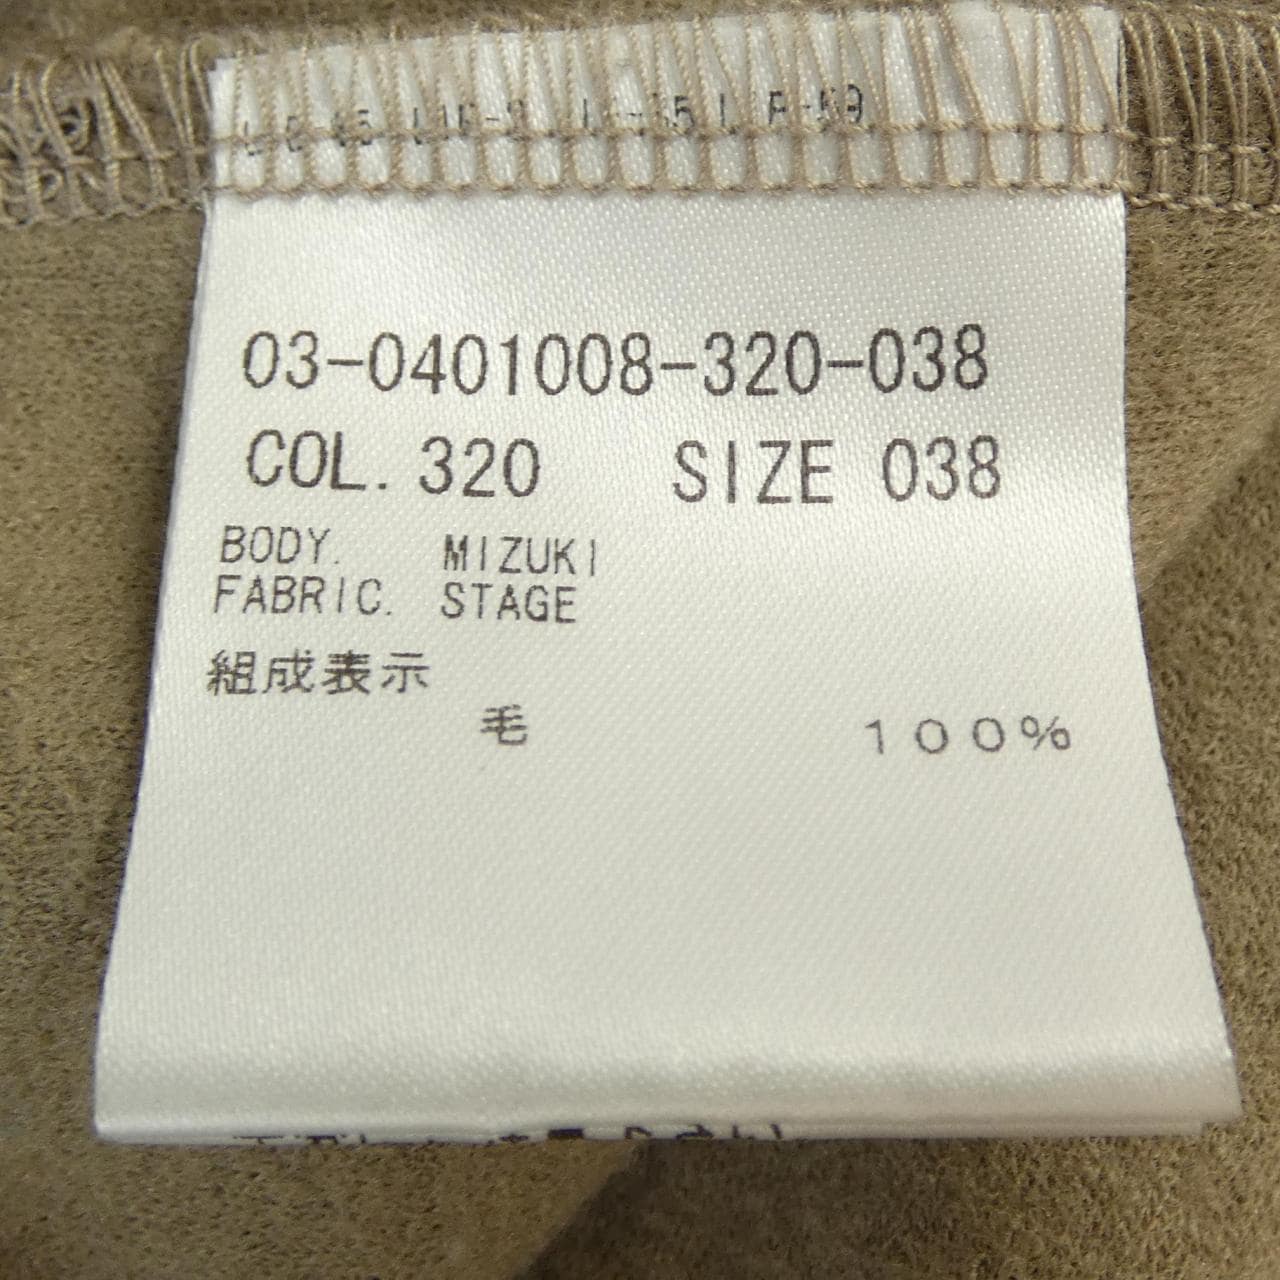 03-0401008-320-038
COL. 320 SIZE 038
BODY. MIZUKI
FABRIC. STAGE
組成表示
毛 １００％